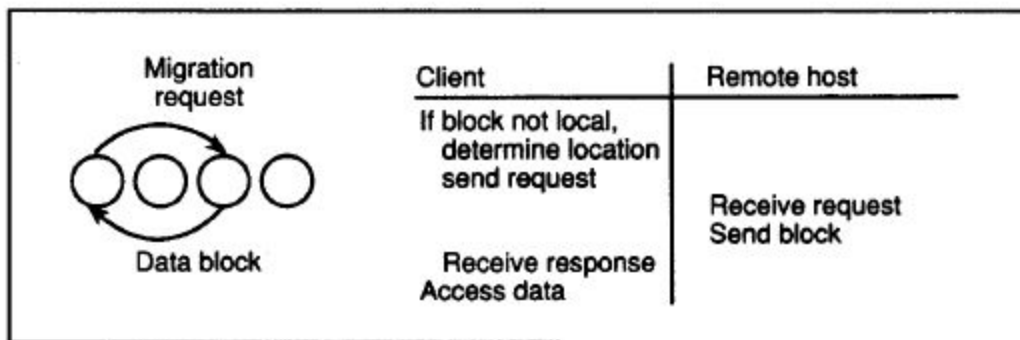 Migration
request
Data block
Client
Remote host
If block not local,
determine location
send request
Receive request
Send block
Receive response
Access data